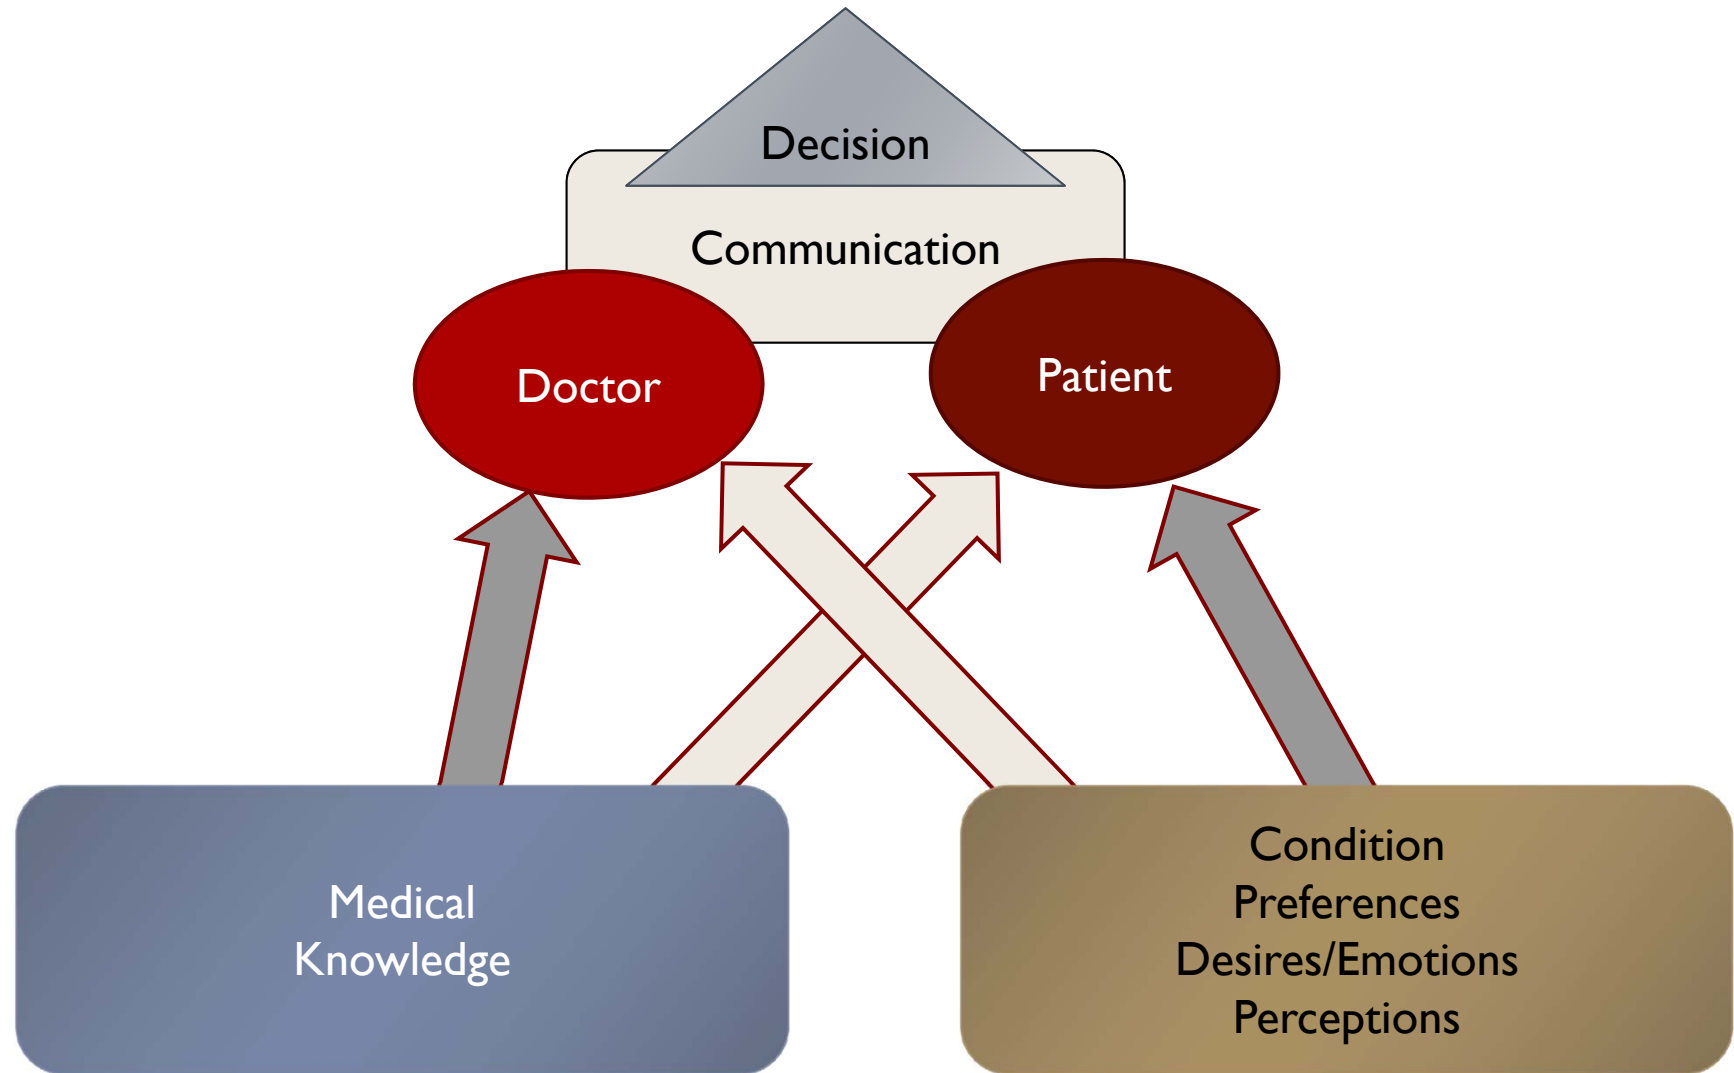 Decision
Communication
Doctor
Patient
Medical
Knowledge
Condition
Preferences
Desires/Emotions
Perceptions